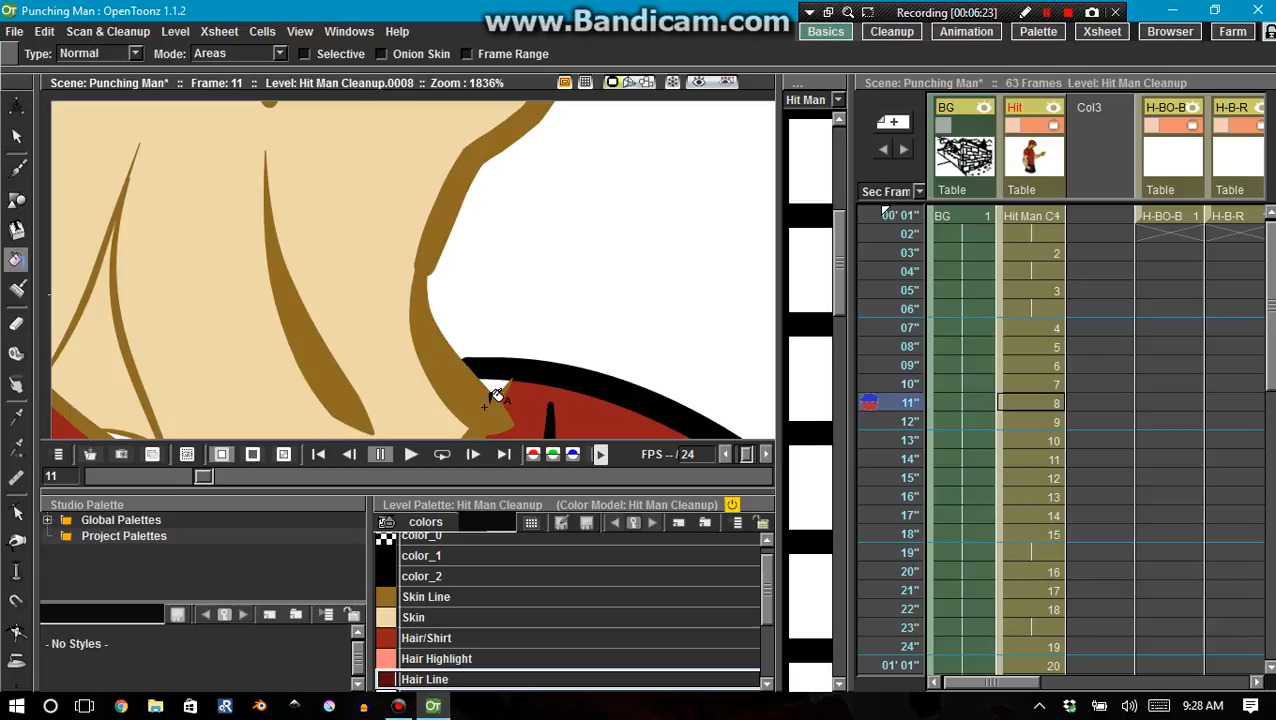 Punching Man : OpenToonz 1.1.2
www.Bandicam.com
Recording [00:06:23]
File Edit Scan & Cleanup Level Xsheet Cells View Windows Help
Basics Cleanup Animation Palette Xsheet Browser Farm
Type: Normal Mode: Areas Selective Onion Skin Frame Range
Scene: Punching Man* :: Frame: 11 :: Level: Hit Man Cleanup.0008 :: Zoom : 1836%
Scene: Punching Man* :: 63 Frames :: Level: Hit Man Cleanup
Hit Man
BG Hit Col3 H-BO-B H-B-R
Sec Fram Table Table Table Table
00' 01" BG 1 Hit Man C1 H-BO-B 1 H-B-R
02"
03" 2
04"
05" 3
06"
07" 4
08" 5
09" 6
10" 7
11" 8
12" 9
13" 10
14" 11
15" 12
16" 13
17" 14
18" 15
19"
20" 16
21" 17
22" 18
23"
24" 19
01' 01" 20
FPS -- / 24
11
Studio Palette
Global Palettes
Project Palettes
- No Styles -
Level Palette: Hit Man Cleanup (Color Model: Hit Man Cleanup)
colors
color_0
color_1
color_2
Skin Line
Skin
Hair/Shirt
Hair Highlight
Hair Line
9:28 AM